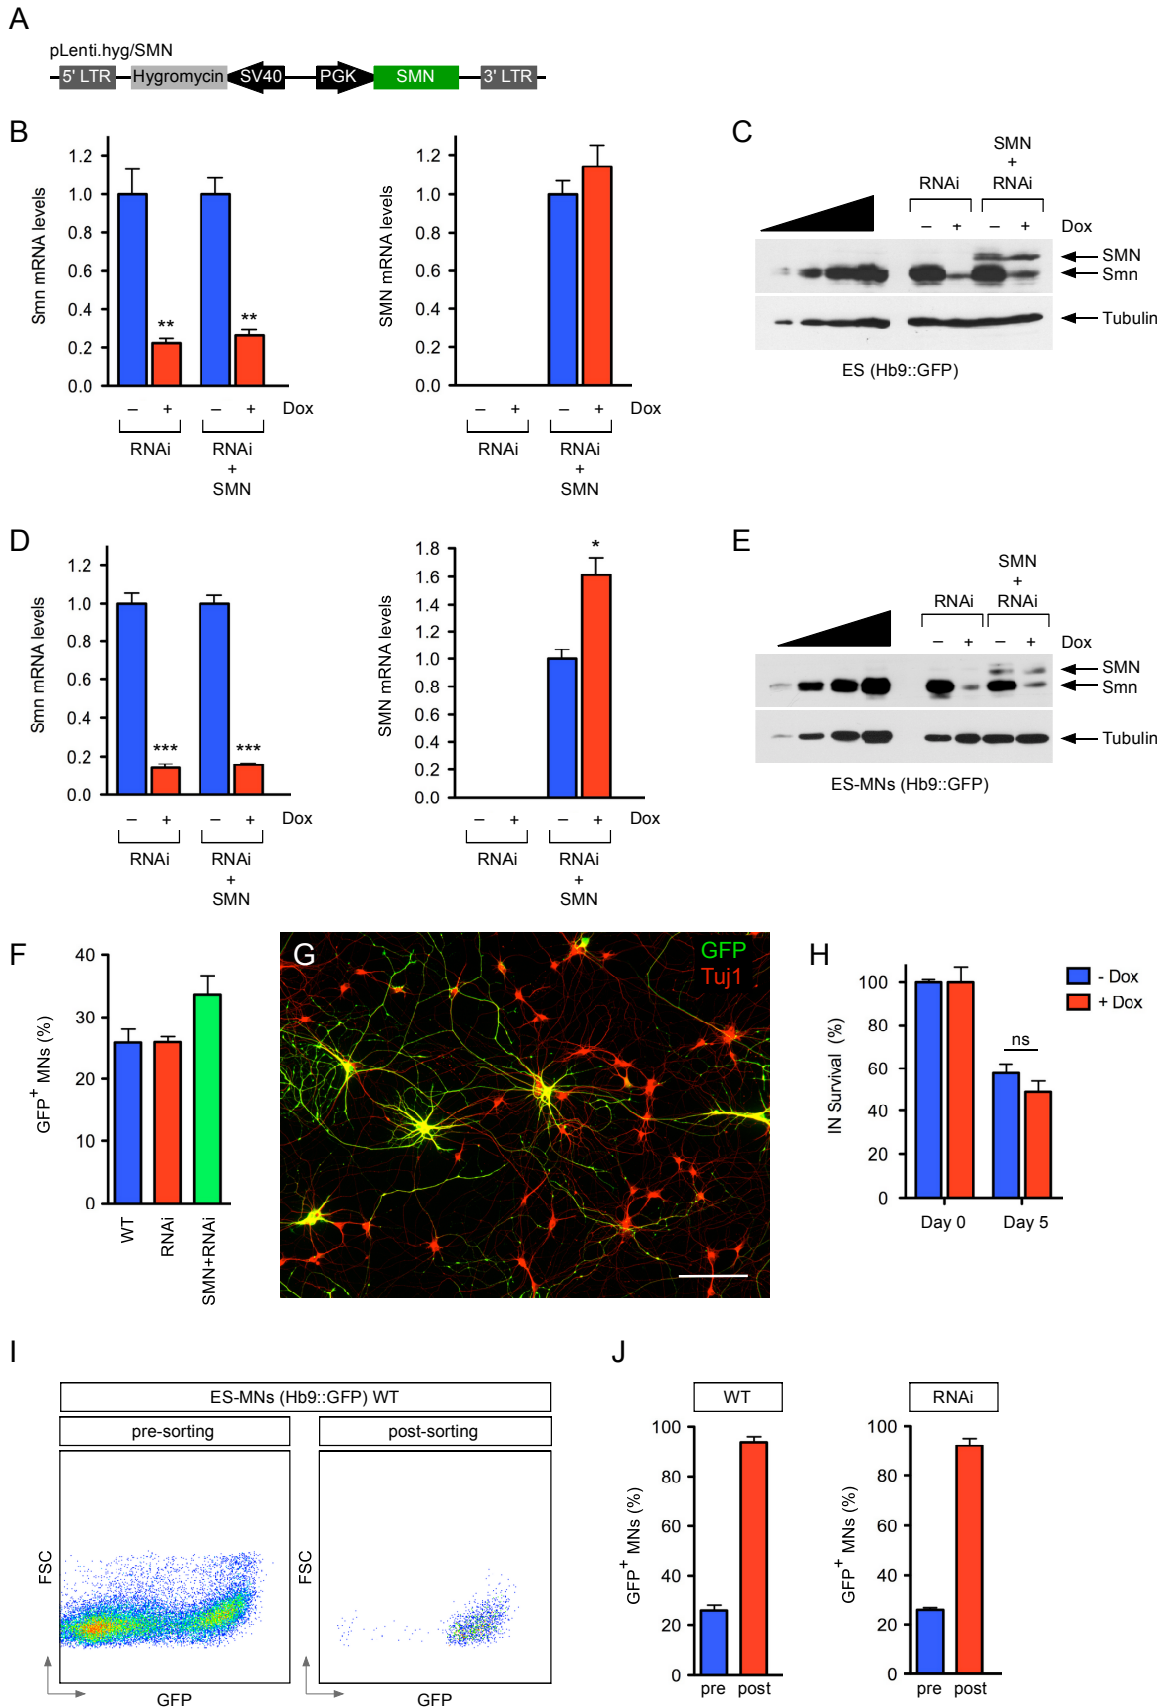 A
pLenti.hyg/SMN
5' LTR Hygromycin SV40 PGK SMN 3' LTR
B
Smn mRNA levels
1.2
1.0
0.8
0.6
0.4
0.2
0.0
** **
– + – + Dox
RNAi RNAi
+
SMN
SMN mRNA levels
1.2
1.0
0.8
0.6
0.4
0.2
0.0
– + – + Dox
RNAi RNAi
+
SMN
C
SMN
+
RNAi RNAi
– + – + Dox
SMN
Smn
Tubulin
ES (Hb9::GFP)
D
Smn mRNA levels
1.2
1.0
0.8
0.6
0.4
0.2
0.0
*** ***
– + – + Dox
RNAi RNAi
+
SMN
SMN mRNA levels
1.8
1.6
1.4
1.2
1.0
0.8
0.6
0.4
0.2
0.0
*
– + – + Dox
RNAi RNAi
+
SMN
E
SMN
+
RNAi RNAi
– + – + Dox
SMN
Smn
Tubulin
ES-MNs (Hb9::GFP)
F
GFP+ MNs (%)
40
30
20
10
0
WT
RNAi
SMN+RNAi
G
GFP
Tuj1
H
IN Survival (%)
100
80
60
40
20
0
ns
Day 0 Day 5
- Dox
+ Dox
I
ES-MNs (Hb9::GFP) WT
pre-sorting post-sorting
FSC FSC
GFP GFP
J
WT
GFP+ MNs (%)
100
80
60
40
20
0
pre post
RNAi
GFP+ MNs (%)
100
80
60
40
20
0
pre post